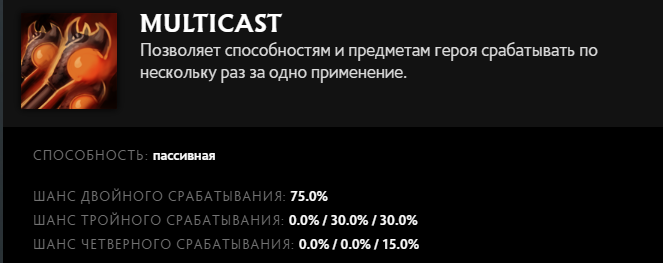 MULTICAST
Позволяет способностям и предметам героя срабатывать по
нескольку раз за одно применение.
СПОСОБНОСТЬ: пассивная
ШАНС ДВОЙНОГО СРАБАТЫВАНИЯ: 75.0%
ШАНС ТРОЙНОГО СРАБАТЫВАНИЯ: 0.0% / 30.0% / 30.0%
ШАНС ЧЕТВЕРНОГО СРАБАТЫВАНИЯ: 0.0% / 0.0% / 15.0%